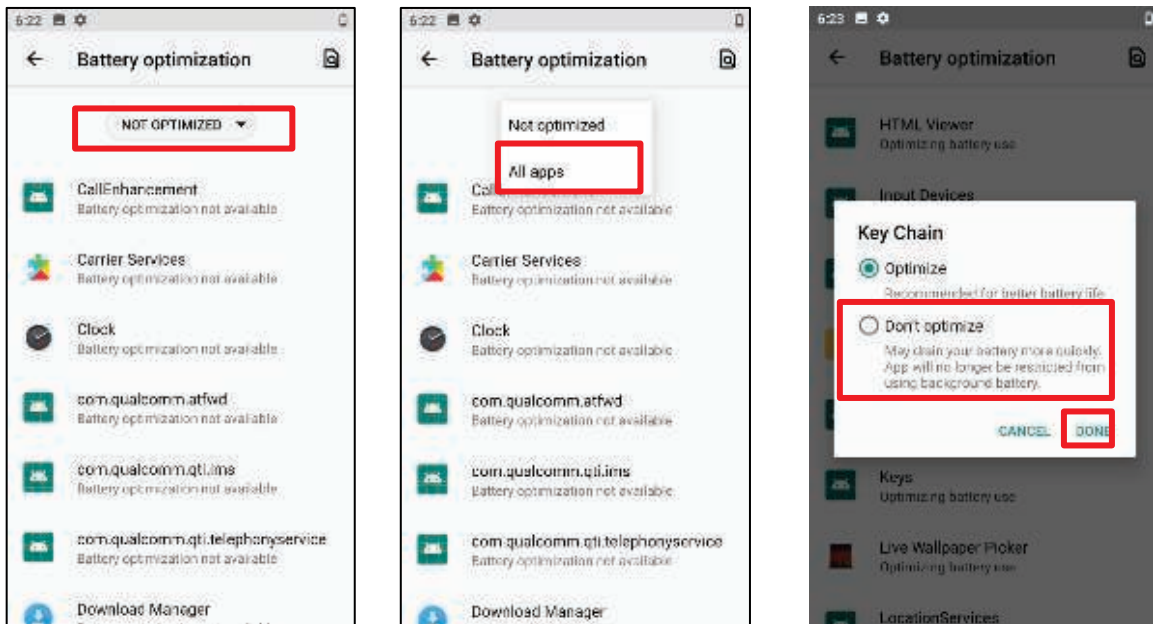 6:22
Battery optimization
NOT OPTIMIZED
CallEnhancement
Battery optimization not available
Carrier Services
Battery optimization not available
Clock
Battery optimization not available
com.qualcomm.atfwd
Battery optimization not available
com.qualcomm.qti.ims
Battery optimization not available
com.qualcomm.qti.telephonyservice
Battery optimization not available
Download Manager
6:22
Battery optimization
Not optimized
All apps
Battery optimization not available
Carrier Services
Battery optimization not available
Clock
Battery optimization not available
com.qualcomm.atfwd
Battery optimization not available
com.qualcomm.qti.ims
Battery optimization not available
com.qualcomm.qti.telephonyservice
Battery optimization not available
Download Manager
6:23
Battery optimization
HTML Viewer
Optimizing battery use
Input Devices
Key Chain
Optimize
Recommended for better battery life
Don't optimize
May drain your battery more quickly.
App will no longer be restricted from
using background battery.
CANCEL DONE
Keys
Optimizing battery use
Live Wallpaper Picker
Optimizing battery use
LocationServices